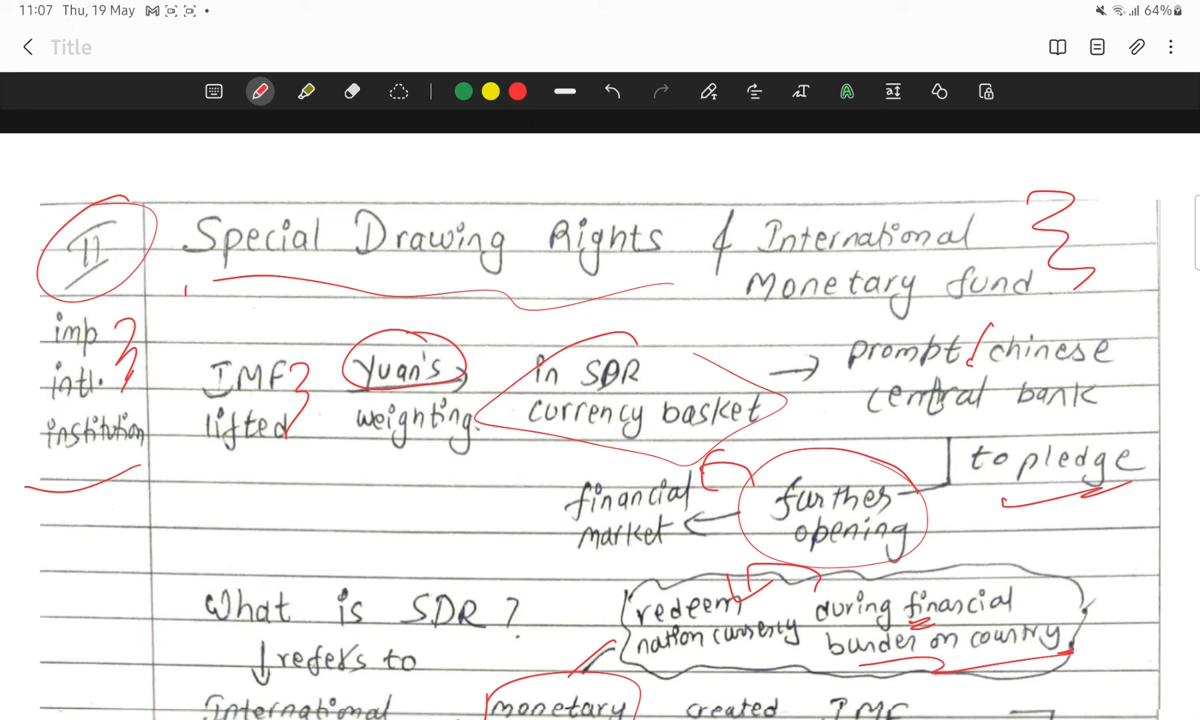 11:07 Thu, 19 May
64%
Title
II
Special Drawing Rights & International
Monetary fund
imp
intl.
institution
IMF
lifted
Yuan's
weighting.
in SDR
currency basket
→ prompt chinese
central bank
to pledge
further
opening
financial
market ←
What is SDR?
↓ refers to
redeem
nation currency
during financial
burden on country
International monetary created IMF